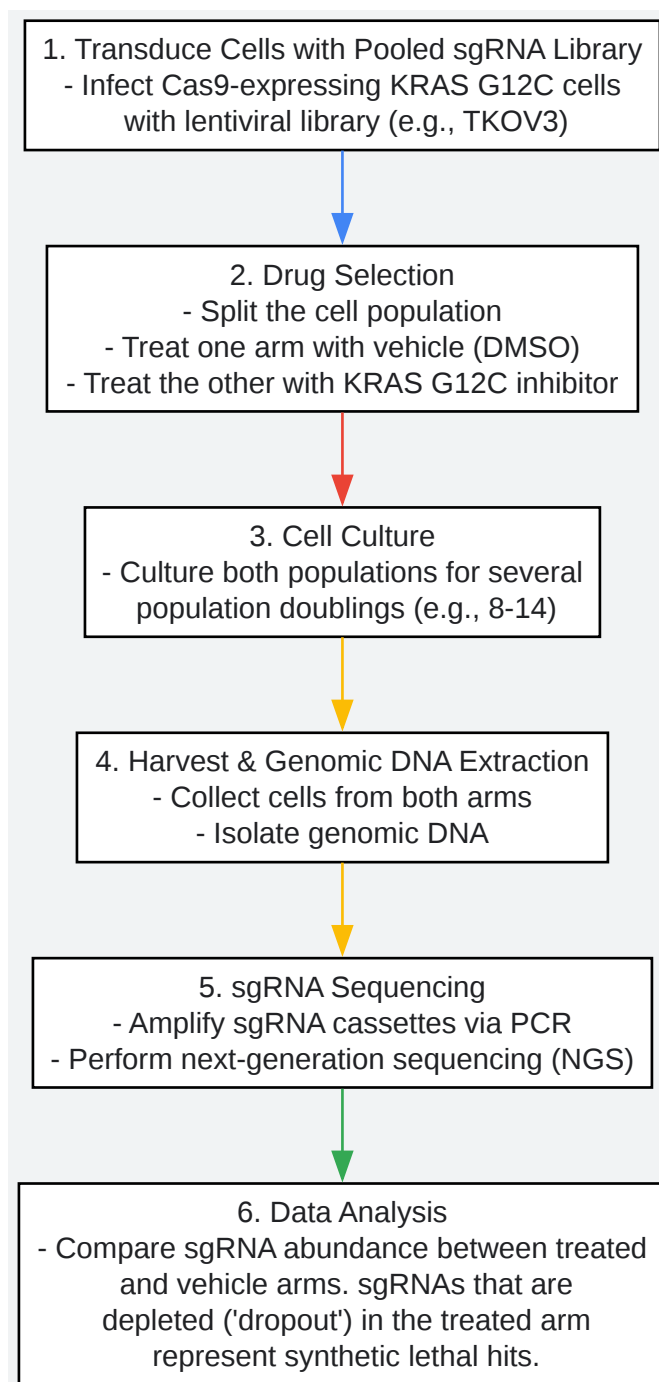 1. Transduce Cells with Pooled sgRNA Library
- Infect Cas9-expressing KRAS G12C cells
with lentiviral library (e.g., TKOV3)
2. Drug Selection
- Split the cell population
- Treat one arm with vehicle (DMSO)
- Treat the other with KRAS G12C inhibitor
3. Cell Culture
- Culture both populations for several
population doublings (e.g., 8-14)
4. Harvest & Genomic DNA Extraction
- Collect cells from both arms
- Isolate genomic DNA
5. sgRNA Sequencing
- Amplify sgRNA cassettes via PCR
- Perform next-generation sequencing (NGS)
6. Data Analysis
- Compare sgRNA abundance between treated
and vehicle arms. sgRNAs that are
depleted ('dropout') in the treated arm
represent synthetic lethal hits.